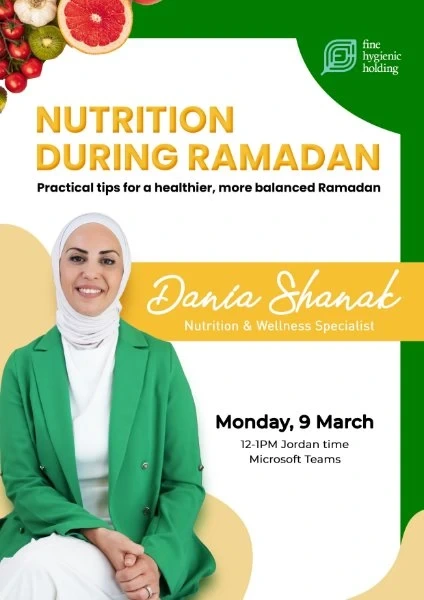 fine
hygienic
holding
NUTRITION
DURING RAMADAN
Practical tips for a healthier, more balanced Ramadan
Dania Shanak
Nutrition & Wellness Specialist
Monday, 9 March
12-1PM Jordan time
Microsoft Teams